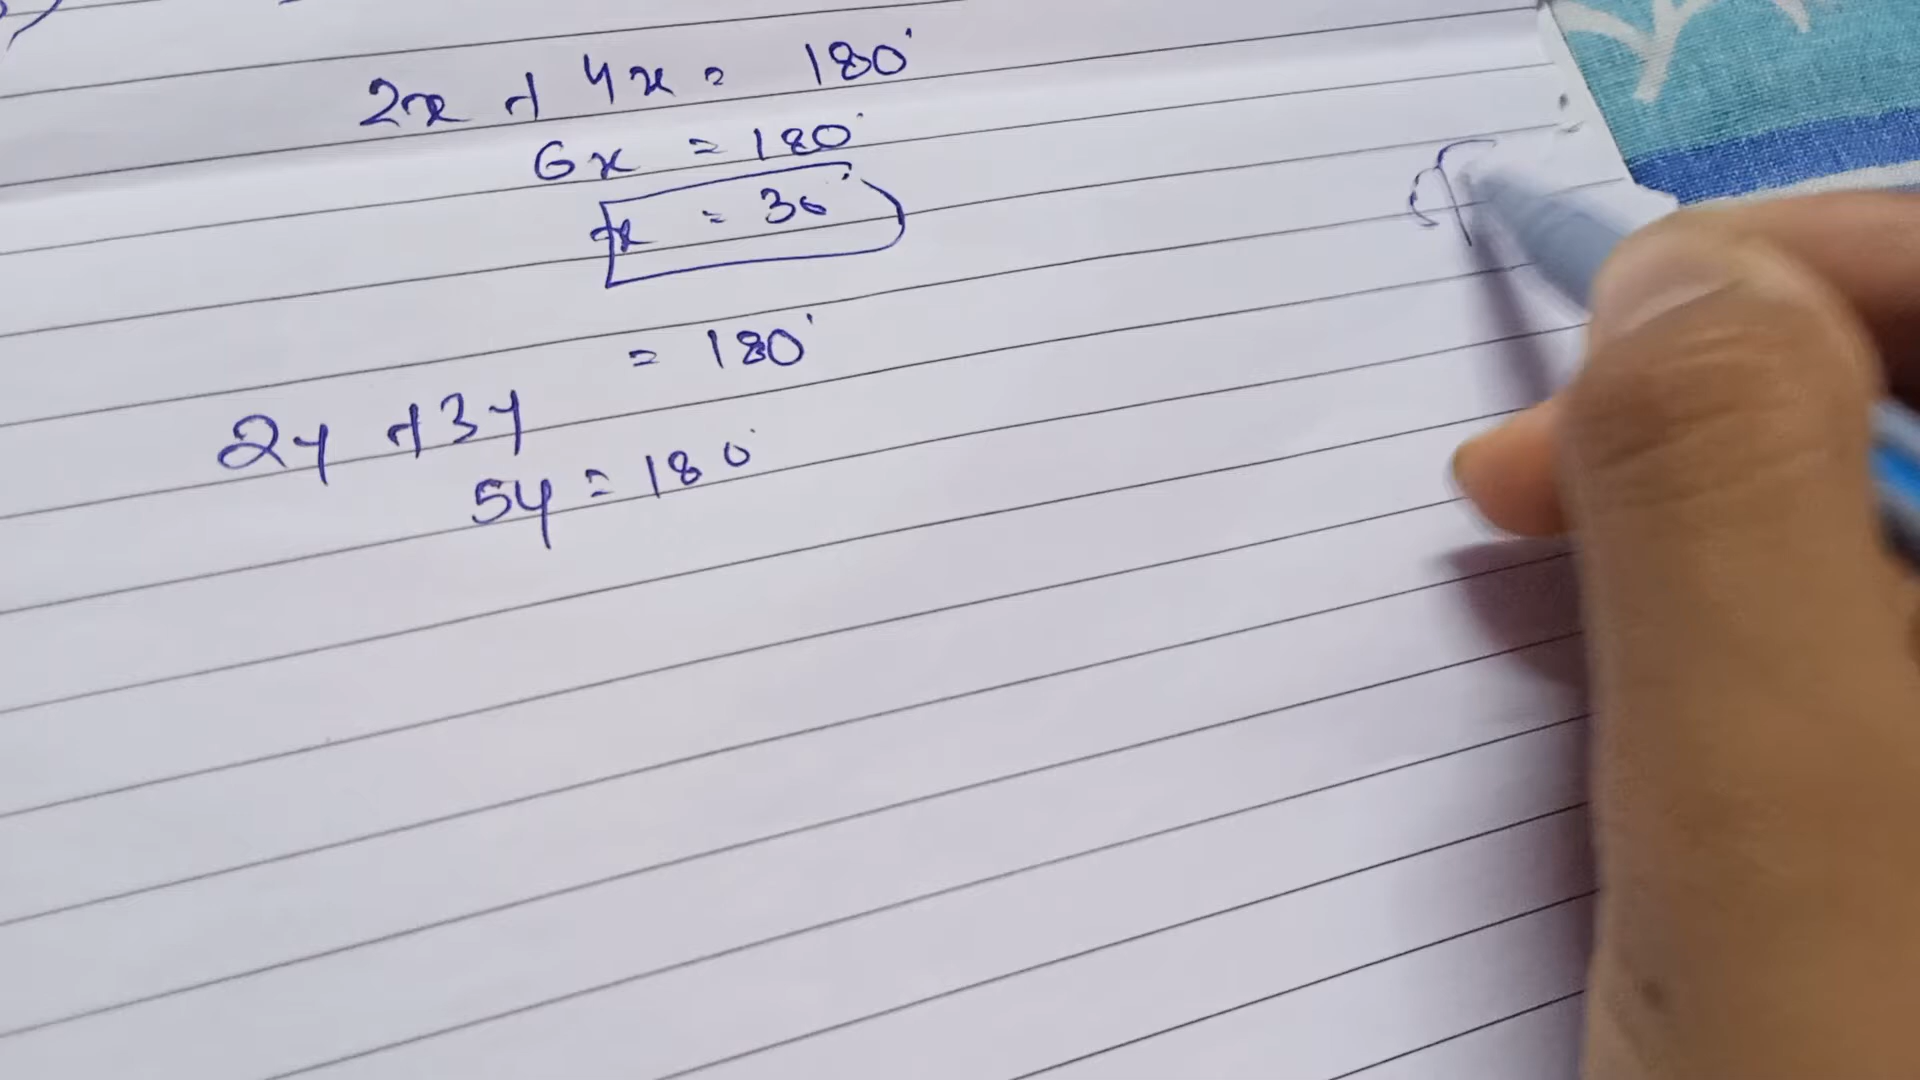 2x + 4x = 180°
6x = 180°
x = 30°
= 180°
2y + 3y
5y = 180°